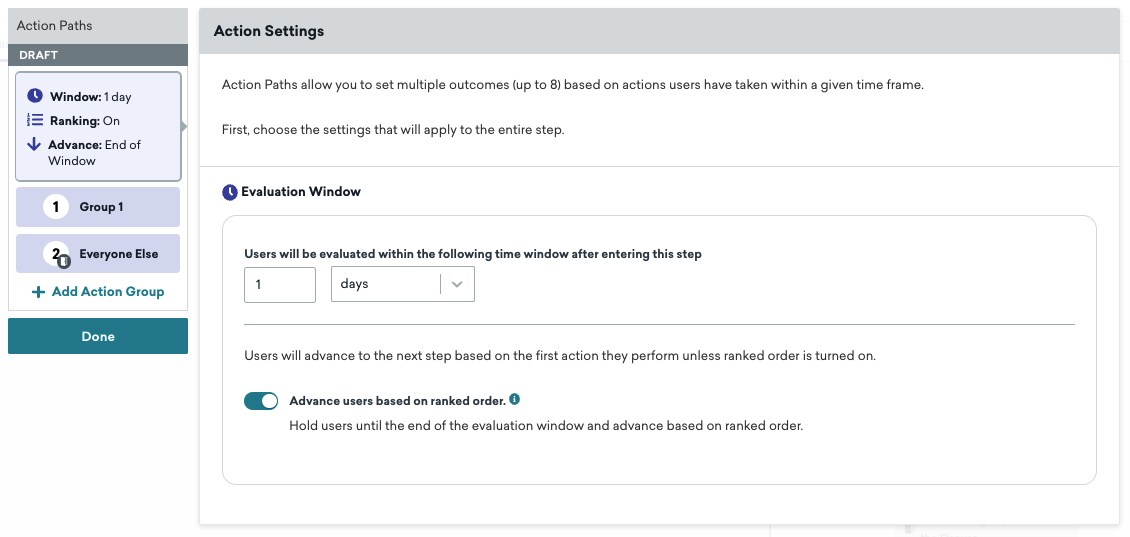 Action Paths
DRAFT
Window: 1 day
Ranking: On
Advance: End of
Window
1 Group 1
2 Everyone Else
Add Action Group
Done
Action Settings
Action Paths allow you to set multiple outcomes (up to 8) based on actions users have taken within a given time frame.
First, choose the settings that will apply to the entire step.
Evaluation Window
Users will be evaluated within the following time window after entering this step
1 days
Users will advance to the next step based on the first action they perform unless ranked order is turned on.
Advance users based on ranked order.
Hold users until the end of the evaluation window and advance based on ranked order.